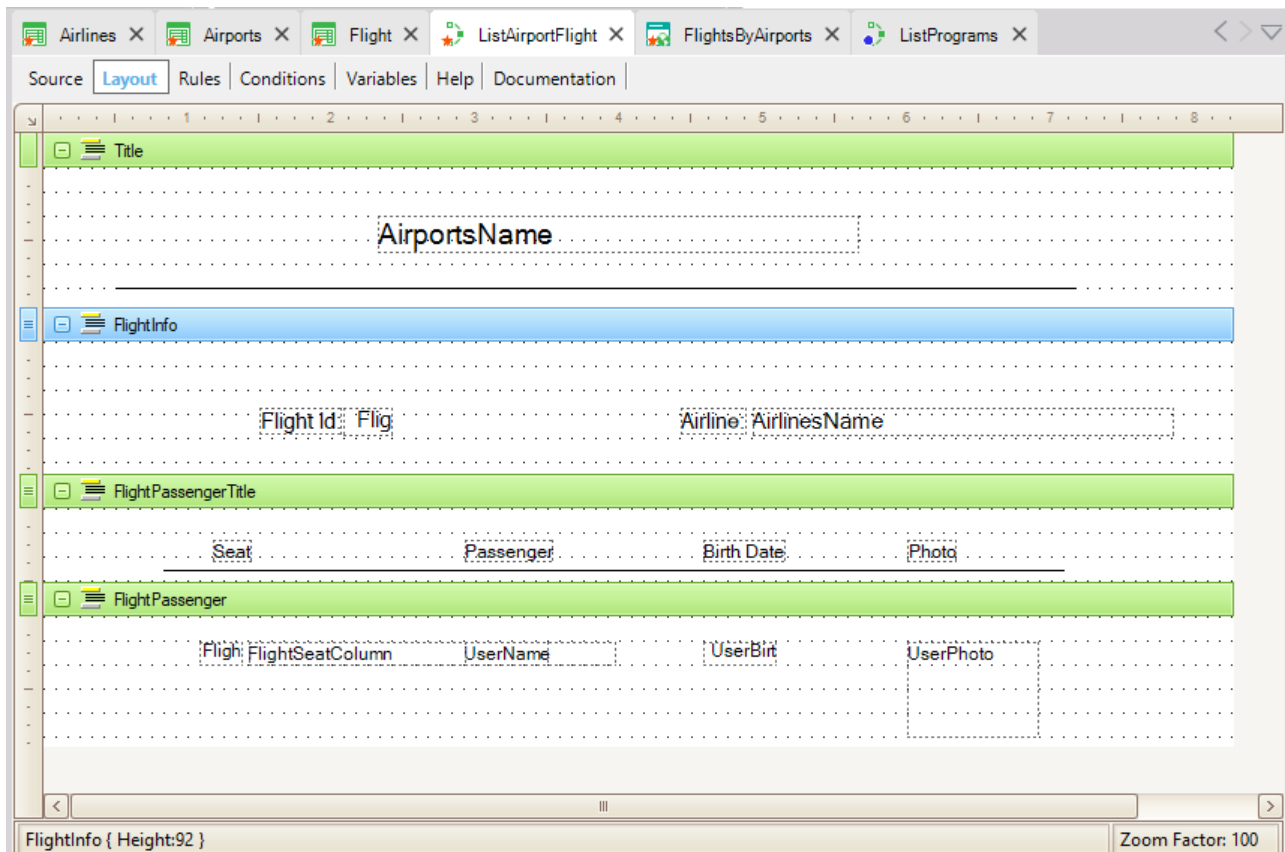 Airlines Airports Flight ListAirportFlight FlightsByAirports ListPrograms
Source Layout Rules Conditions Variables Help Documentation
1 2 3 4 5 6 7 8
Title
AirportsName
FlightInfo
Flight Id: Flig Airline: AirlinesName
FlightPassengerTitle
Seat Passenger Birth Date Photo
FlightPassenger
Fligh FlightSeatColumn UserName UserBirt UserPhoto
FlightInfo { Height:92 } Zoom Factor: 100